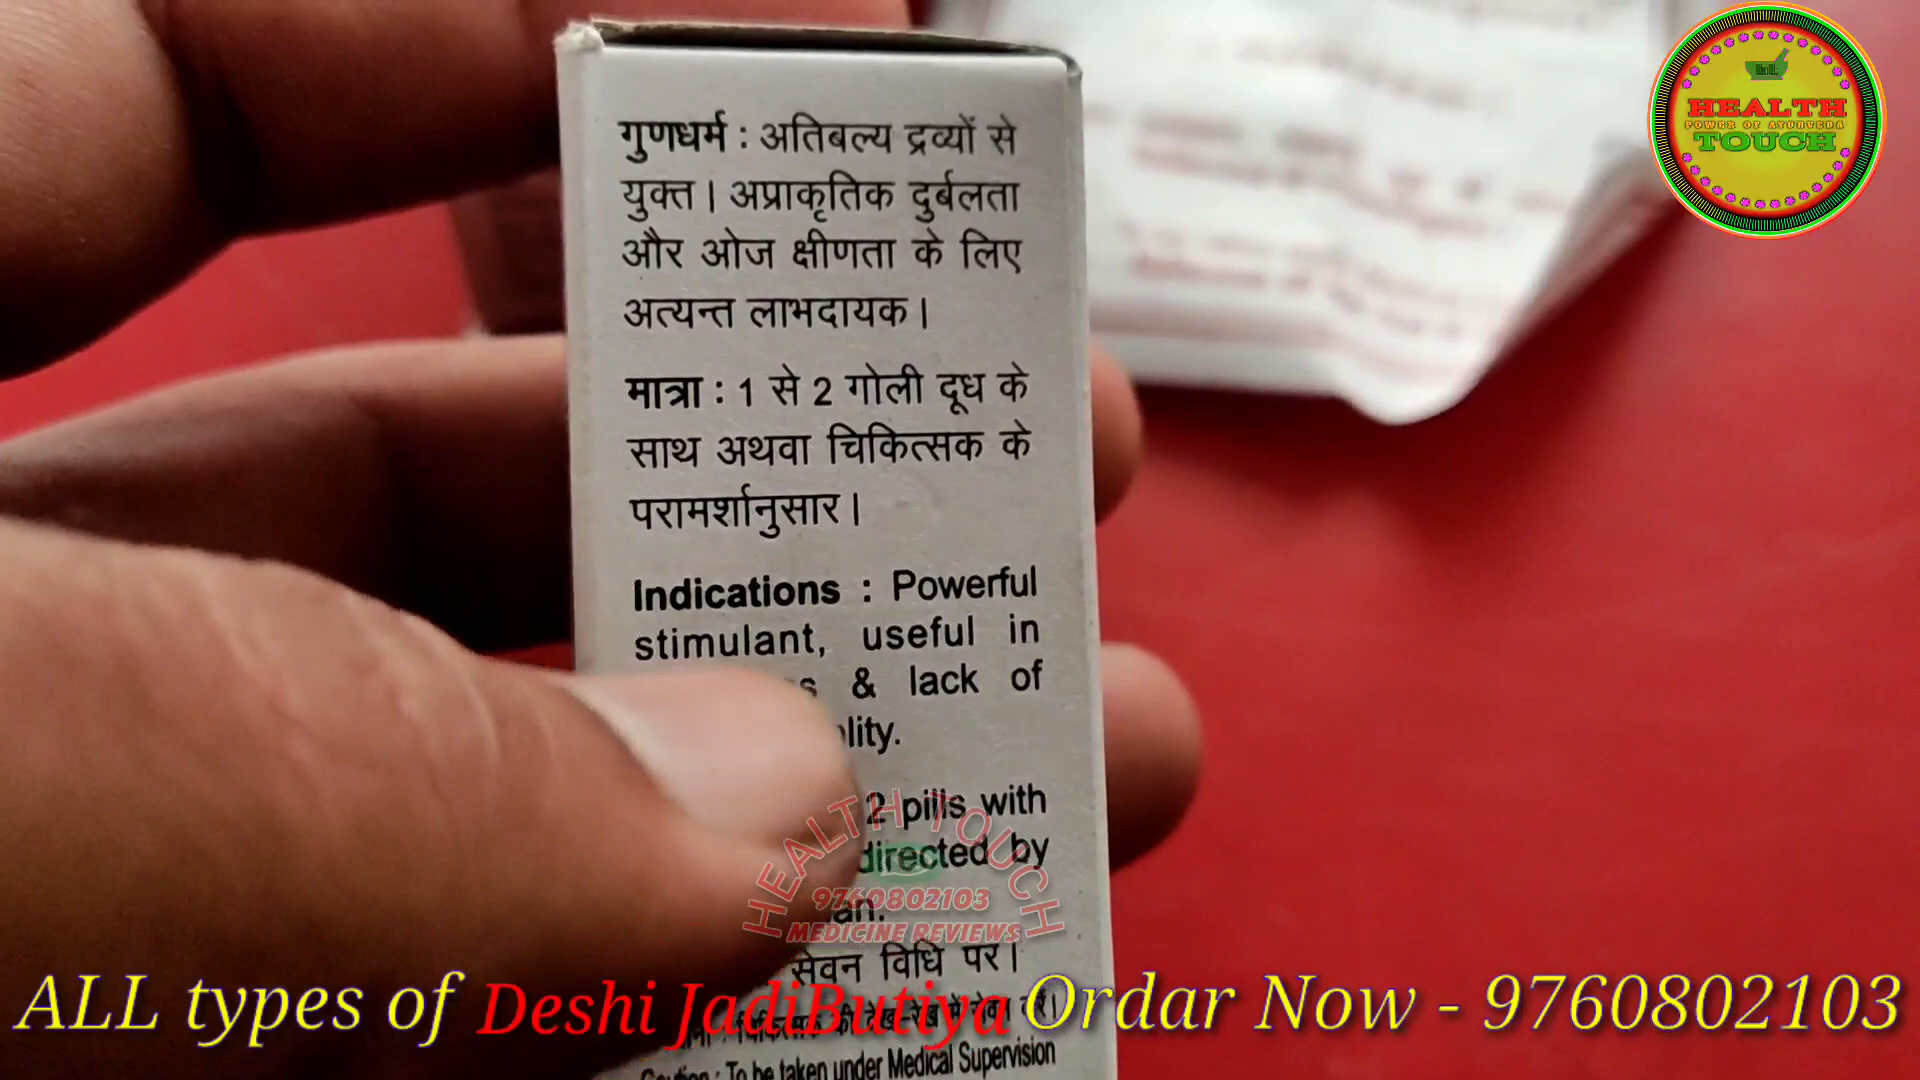 गुणधर्म : अतिबल्य द्रव्यों से
युक्त। अप्राकृतिक दुर्बलता
और ओज क्षीणता के लिए
अत्यन्त लाभदायक।
मात्रा : 1 से 2 गोली दूध के
साथ अथवा चिकित्सक के
परामर्शानुसार।
Indications : Powerful
stimulant, useful in
& lack of
2 pills with
directed by
सेवन विधि पर।
To be taken under Medical Supervision
HEALTH
POWER OF AYURVEDA
TOUCH
HEALTH TOUCH
9760802103
MEDICINE REVIEWS
ALL types of Deshi JadiButiya Ordar Now - 9760802103